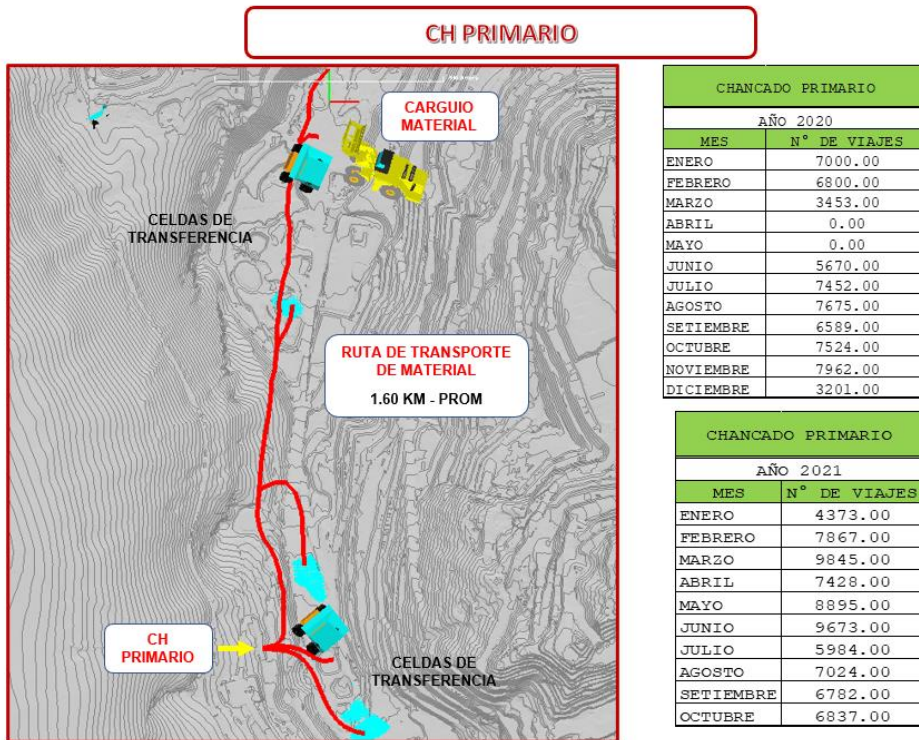 CH PRIMARIO
CARGUIO
MATERIAL
CELDAS DE
TRANSFERENCIA
RUTA DE TRANSPORTE
DE MATERIAL
1.60 KM - PROM
CH
PRIMARIO
CELDAS DE
TRANSFERENCIA
CHANCADO PRIMARIO
AÑO 2020
MES N° DE VIAJES
ENERO 7000.00
FEBRERO 6800.00
MARZO 3453.00
ABRIL 0.00
MAYO 0.00
JUNIO 5670.00
JULIO 7452.00
AGOSTO 7675.00
SETIEMBRE 6589.00
OCTUBRE 7524.00
NOVIEMBRE 7962.00
DICIEMBRE 3201.00
CHANCADO PRIMARIO
AÑO 2021
MES N° DE VIAJES
ENERO 4373.00
FEBRERO 7867.00
MARZO 9845.00
ABRIL 7428.00
MAYO 8895.00
JUNIO 9673.00
JULIO 5984.00
AGOSTO 7024.00
SETIEMBRE 6782.00
OCTUBRE 6837.00